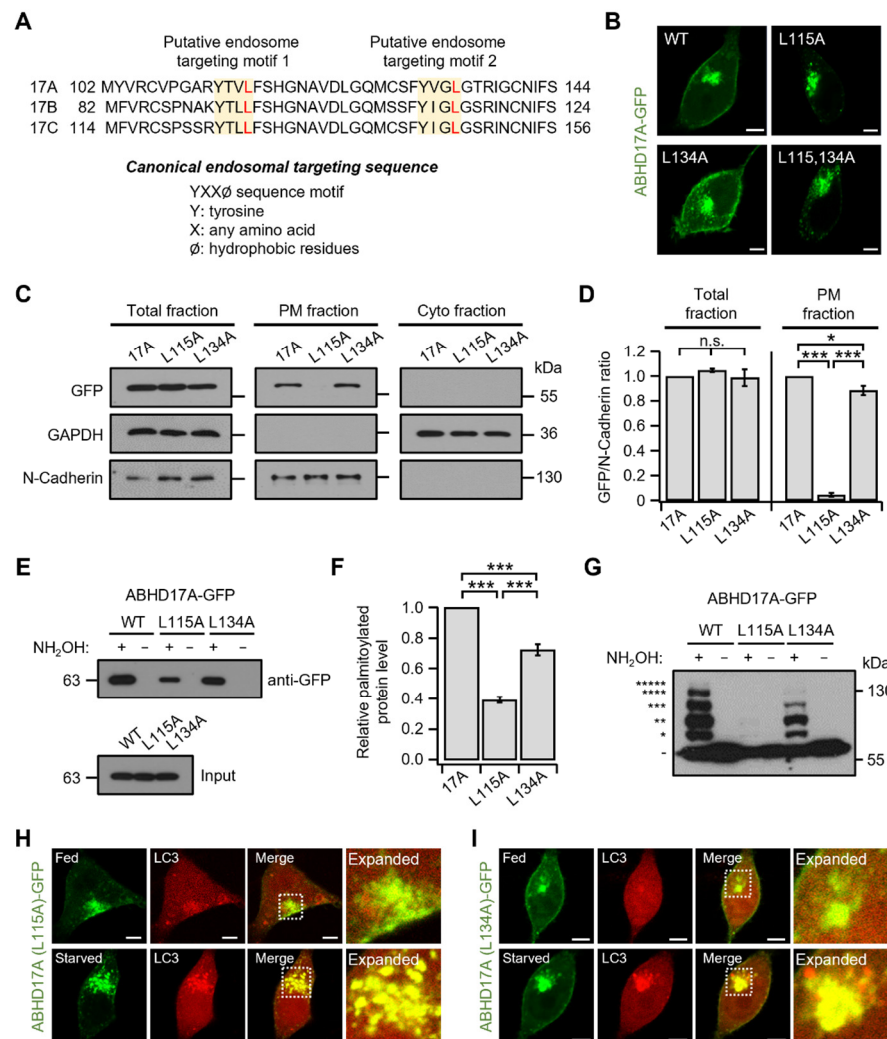 A
Putative endosome
targeting motif 1
Putative endosome
targeting motif 2
17A 102 MYVRCVPGARYTVLFSHGNAVDLGQMCSFYVGLGTRIGCNIFS 144
17B 82 MFVRCSPNAKYTLLFSHGNAVDLGQMSSFYIGLGSRINCNIFS 124
17C 114 MFVRCSPSSRYTLLFSHGNAVDLGQMCSFYIGLGSRINCNIFS 156
Canonical endosomal targeting sequence
YXXØ sequence motif
Y: tyrosine
X: any amino acid
Ø: hydrophobic residues
B
ABHD17A-GFP
WT
L115A
L134A
L115,134A
C
Total fraction
PM fraction
Cyto fraction
17A L115A L134A
17A L115A L134A
17A L115A L134A
kDa
GFP
55
GAPDH
36
N-Cadherin
130
D
Total
fraction
PM
fraction
n.s.
*
*** ***
GFP/N-Cadherin ratio
1.2
1.0
0.8
0.6
0.4
0.2
0
17A L115A L134A
17A L115A L134A
E
ABHD17A-GFP
WT L115A L134A
NH2OH: + – + – + –
63 anti-GFP
WT L115A L134A
63 Input
F
***
*** ***
Relative palmitoylated
protein level
1.0
0.8
0.6
0.4
0.2
0.0
17A L115A L134A
G
ABHD17A-GFP
WT L115A L134A
NH2OH: + – + – + –
kDa
*****
****
***
**
*
-
130
55
H
ABHD17A (L115A)-GFP
Fed LC3 Merge Expanded
Starved LC3 Merge Expanded
I
ABHD17A (L134A)-GFP
Fed LC3 Merge Expanded
Starved LC3 Merge Expanded